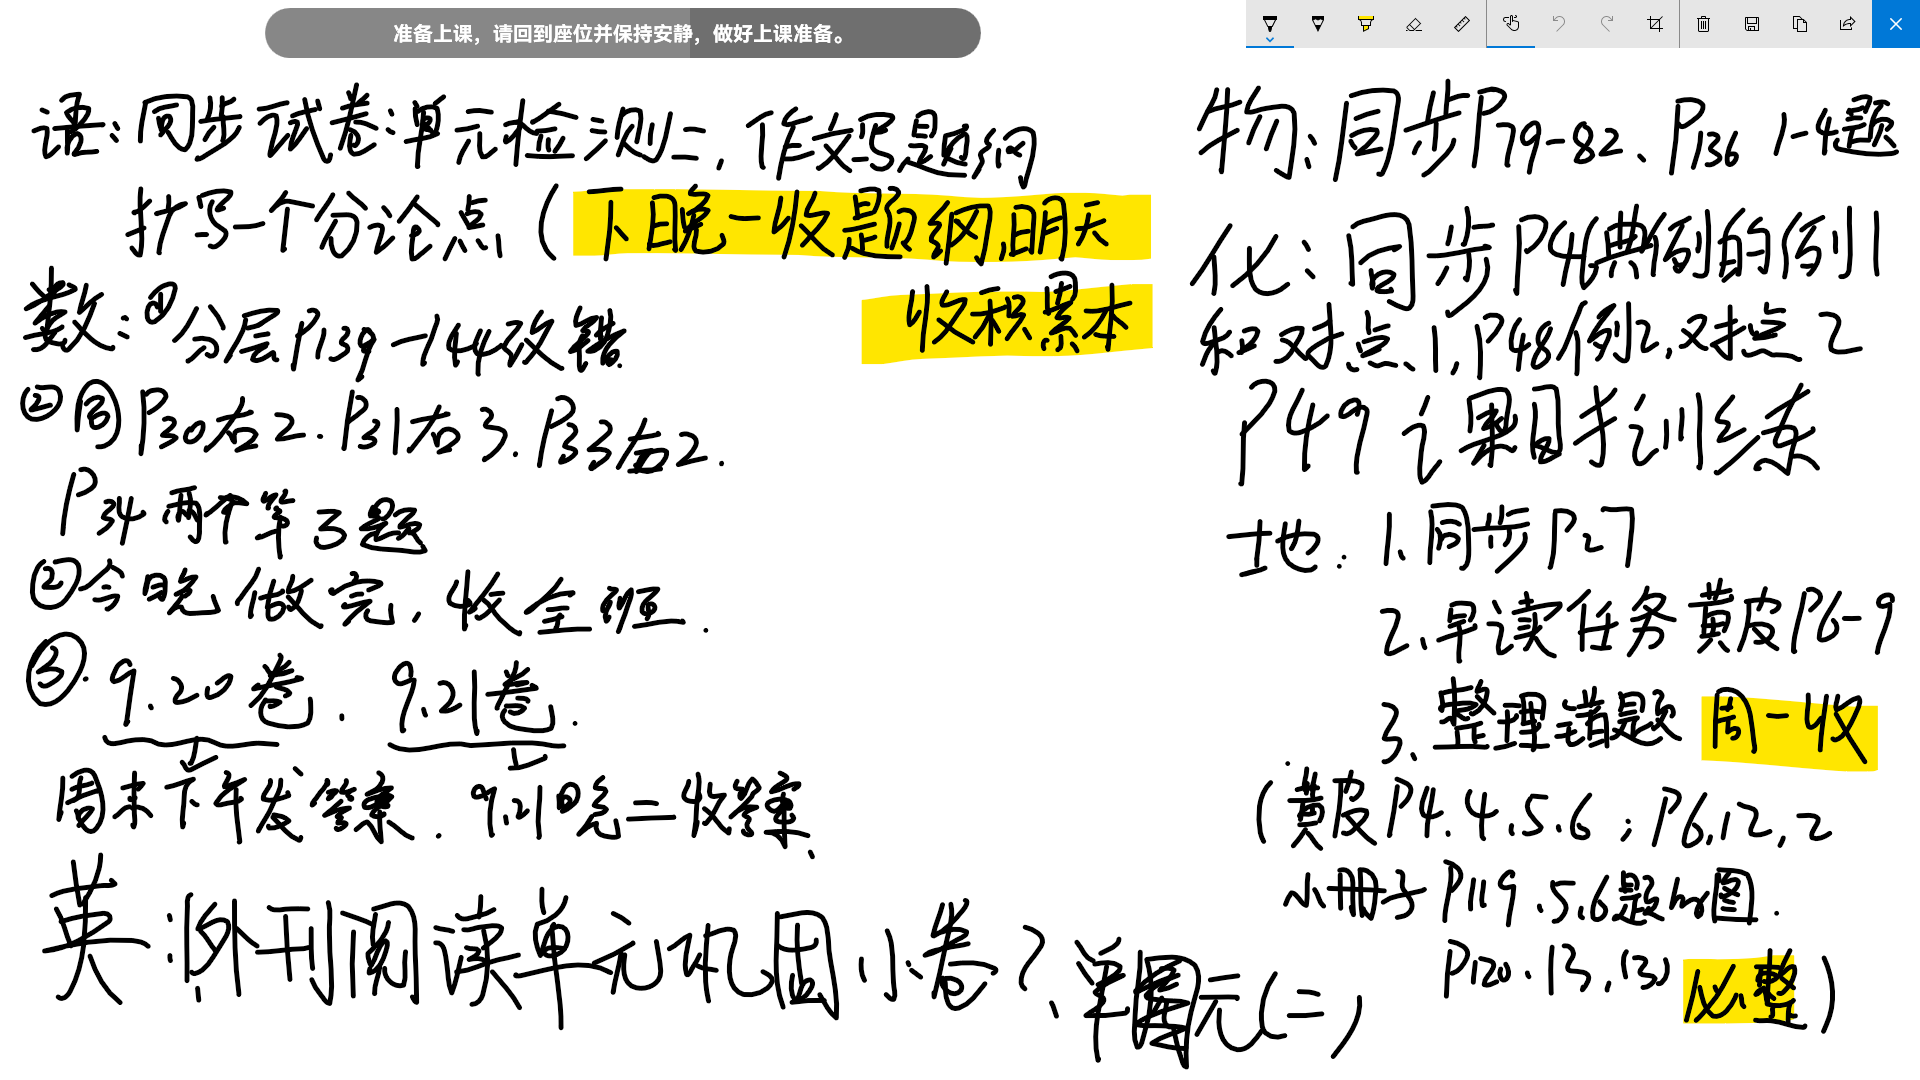 准备上课，请回到座位并保持安静，做好上课准备。
语：同步试卷：单元检测二，作文写题纲
抄写一个分论点（下晚一收题纲，明天
收积累本
数：①分层P139-144改错.
②同P30右2.P31右3.P33右2.
P34两个第3题
②今晚做完，收全班.
③.9.20卷.9.21卷.
周末下午发答案.9.21晚二收答案.
英：外刊阅读单元巩固小卷7、单元(二)
物：同步P79-82、P136 1-4题
化：同步P46典例的例1
和对点、1，P48例2，对点2
P49 课时训练
地：1、同步P27
2、早读任务黄皮P6-9
3、整理错题 周一收
（黄皮P4.4.5.6；P6.12,2
小册子P119.5.6题图.
P120.13,(3) 必整）